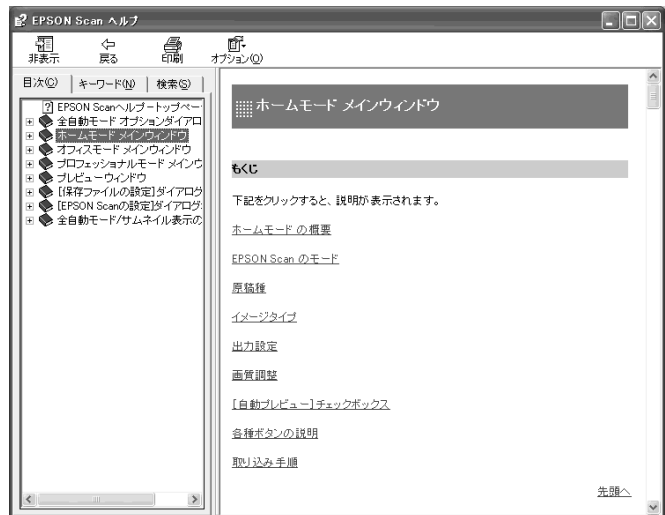 EPSON Scan ヘルプ
非表示 戻る 印刷 オプション(O)
目次(C) キーワード(N) 検索(S)
EPSON Scanヘルプートップペー
全自動モード オプションダイアロ
ホームモード メインウィンドウ
オフィスモード メインウィンドウ
プロフェッショナルモード メインウ
プレビューウィンドウ
[保存ファイルの設定]ダイアログ
[EPSON Scanの設定]ダイアログ
全自動モード/サムネイル表示の
ホームモード メインウィンドウ
もくじ
下記をクリックすると、説明が表示されます。
ホームモード の概要
EPSON Scan のモード
原稿種
イメージタイプ
出力設定
画質調整
[自動プレビュー]チェックボックス
各種ボタンの説明
取り込み手順
先頭へ